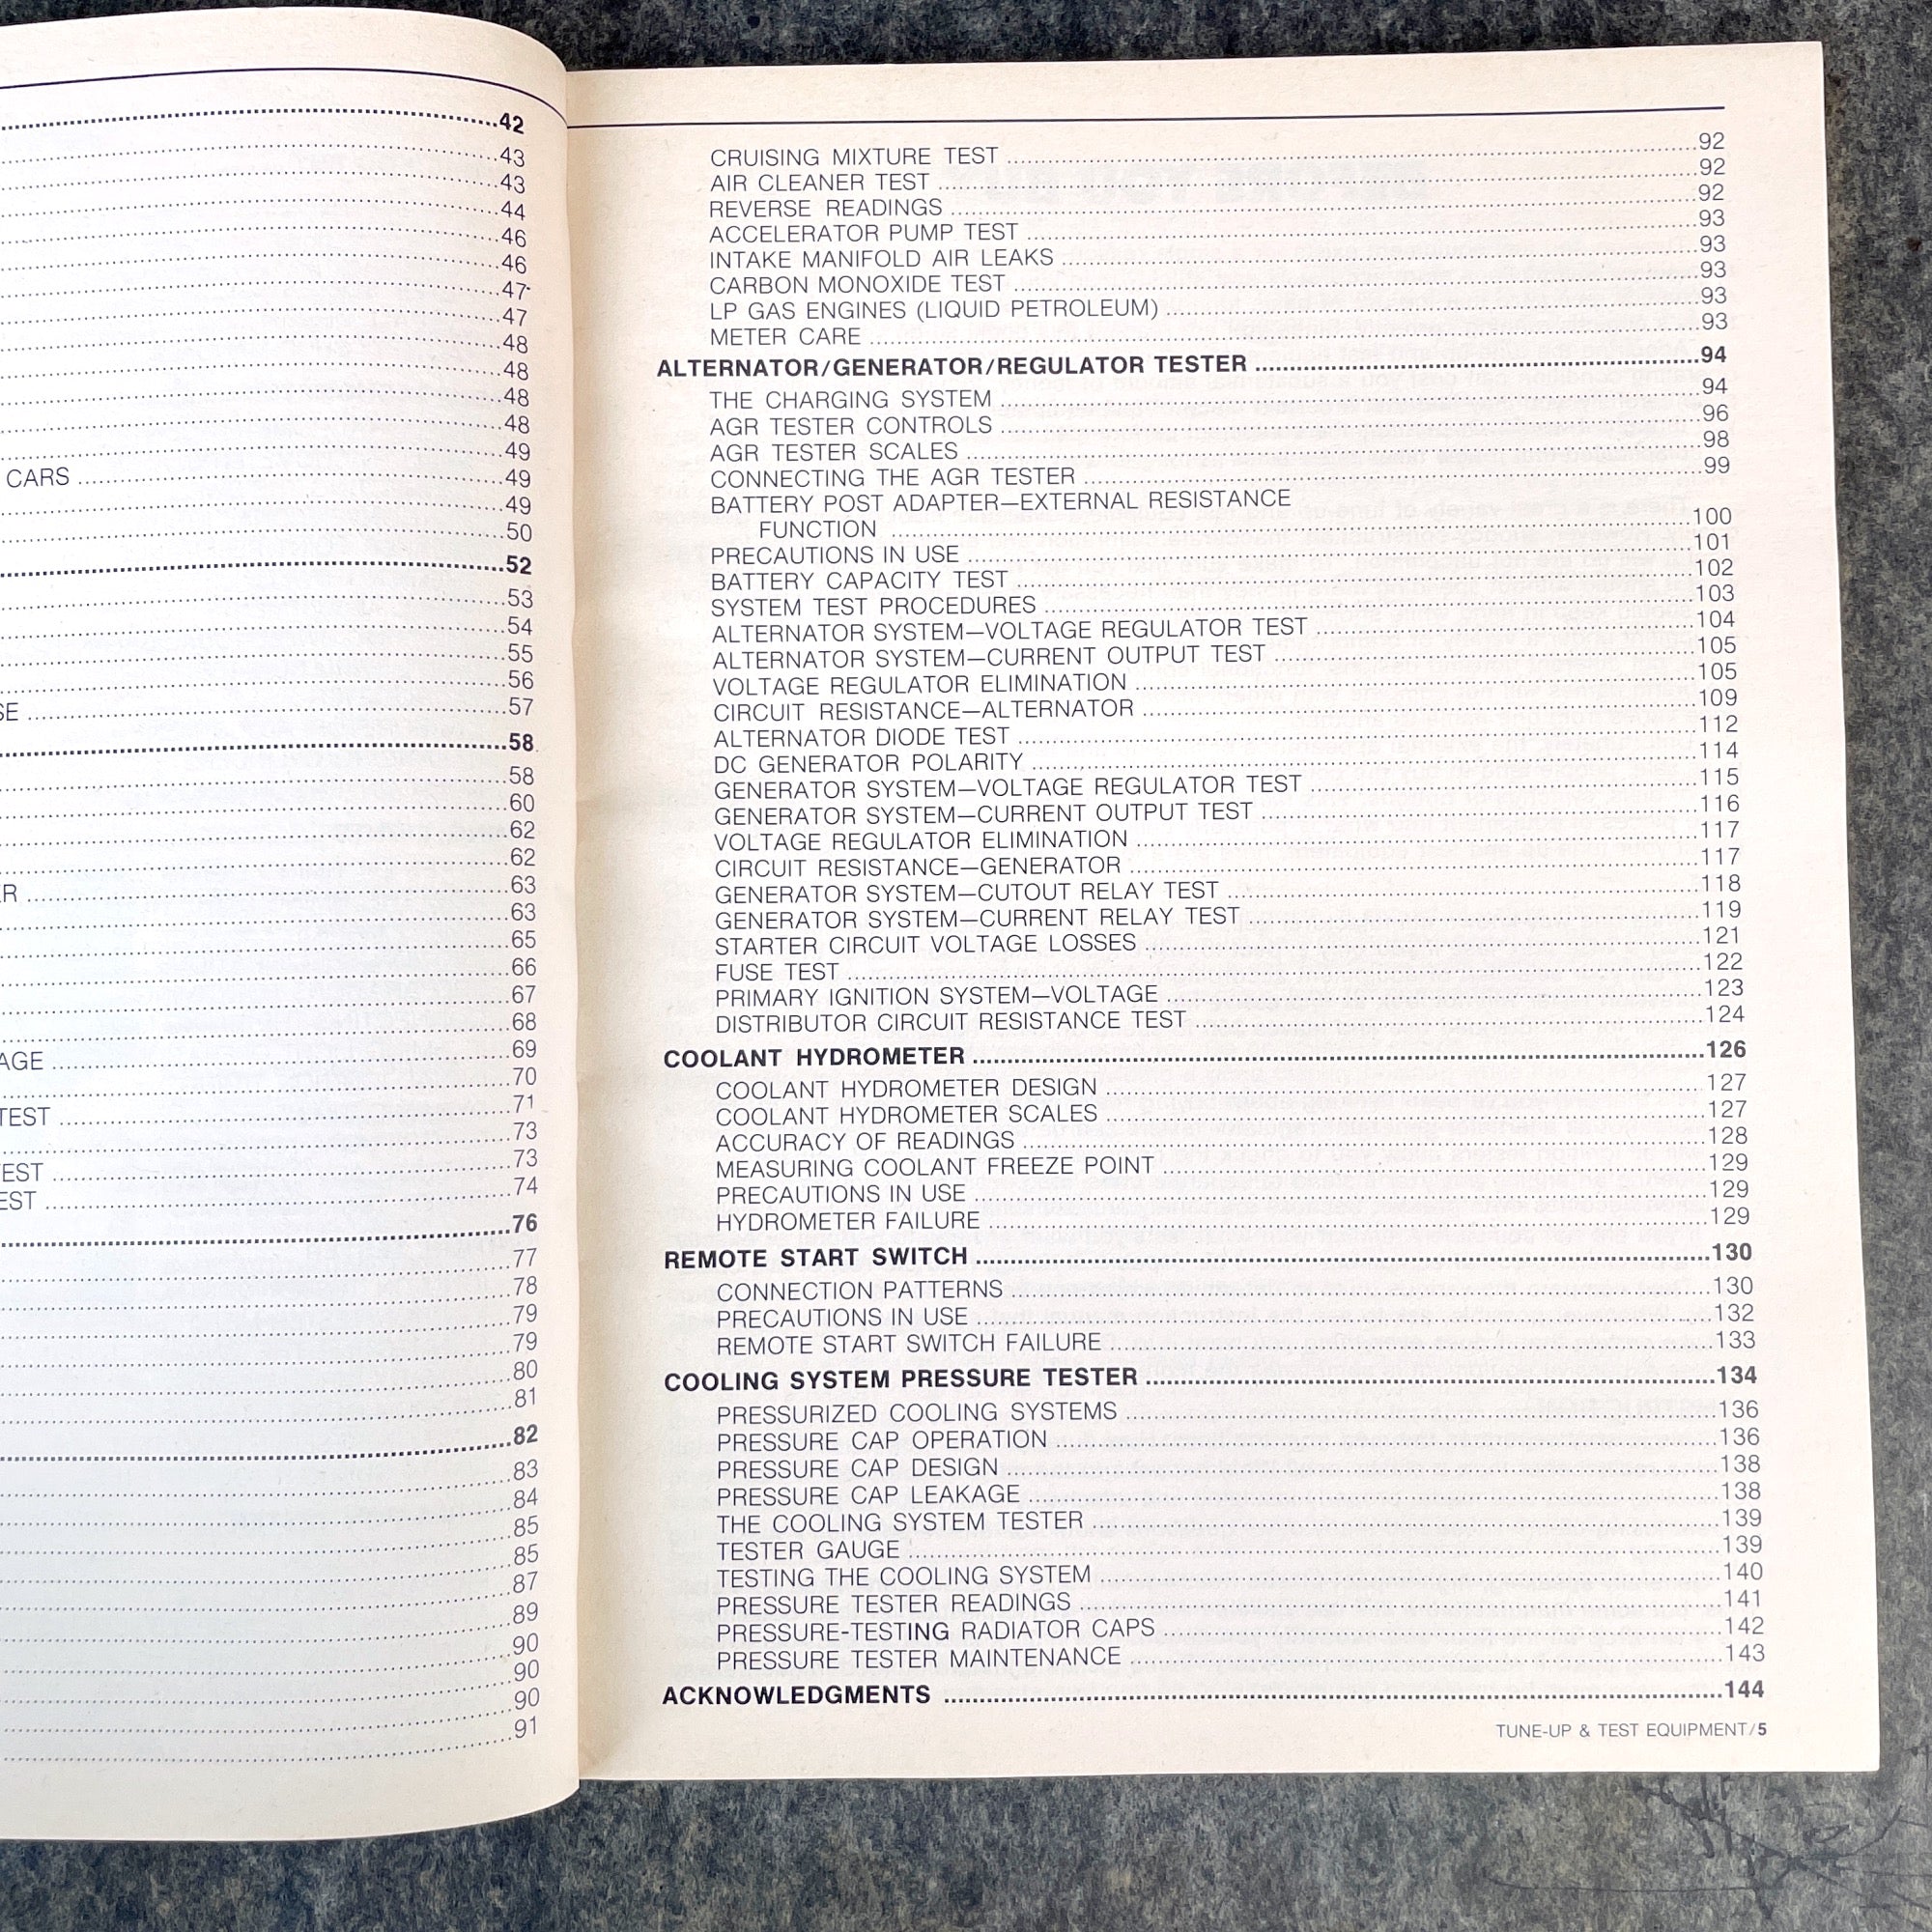 ..........42
..........43
..........43
..........44
..........46
..........46
..........47
..........47
..........48
..........48
..........48
..........48
..........49
CARS ..........49
..........49
..........50
..........52
..........53
..........54
..........55
..........56
SE ..........57
..........58
..........58
..........60
..........62
..........62
ER ..........63
..........63
..........65
..........66
..........67
..........68
AGE ..........69
..........70
TEST ..........71
..........73
TEST ..........73
EST ..........74
..........76
..........77
..........78
..........79
..........79
..........80
..........81
..........82
..........83
..........84
..........85
..........85
..........87
..........89
..........90
..........90
..........90
..........91
CRUISING MIXTURE TEST ..........92
AIR CLEANER TEST ..........92
REVERSE READINGS ..........92
ACCELERATOR PUMP TEST ..........93
INTAKE MANIFOLD AIR LEAKS ..........93
CARBON MONOXIDE TEST ..........93
LP GAS ENGINES (LIQUID PETROLEUM) ..........93
METER CARE ..........93
ALTERNATOR/GENERATOR/REGULATOR TESTER ..........94
THE CHARGING SYSTEM ..........94
AGR TESTER CONTROLS ..........96
AGR TESTER SCALES ..........98
CONNECTING THE AGR TESTER ..........99
BATTERY POST ADAPTER—EXTERNAL RESISTANCE
FUNCTION ..........100
PRECAUTIONS IN USE ..........101
BATTERY CAPACITY TEST ..........102
SYSTEM TEST PROCEDURES ..........103
ALTERNATOR SYSTEM—VOLTAGE REGULATOR TEST ..........104
ALTERNATOR SYSTEM—CURRENT OUTPUT TEST ..........105
VOLTAGE REGULATOR ELIMINATION ..........105
CIRCUIT RESISTANCE—ALTERNATOR ..........109
ALTERNATOR DIODE TEST ..........112
DC GENERATOR POLARITY ..........114
GENERATOR SYSTEM—VOLTAGE REGULATOR TEST ..........115
GENERATOR SYSTEM—CURRENT OUTPUT TEST ..........116
VOLTAGE REGULATOR ELIMINATION ..........117
CIRCUIT RESISTANCE—GENERATOR ..........117
GENERATOR SYSTEM—CUTOUT RELAY TEST ..........118
GENERATOR SYSTEM—CURRENT RELAY TEST ..........119
STARTER CIRCUIT VOLTAGE LOSSES ..........121
FUSE TEST ..........122
PRIMARY IGNITION SYSTEM—VOLTAGE ..........123
DISTRIBUTOR CIRCUIT RESISTANCE TEST ..........124
COOLANT HYDROMETER ..........126
COOLANT HYDROMETER DESIGN ..........127
COOLANT HYDROMETER SCALES ..........127
ACCURACY OF READINGS ..........128
MEASURING COOLANT FREEZE POINT ..........129
PRECAUTIONS IN USE ..........129
HYDROMETER FAILURE ..........129
REMOTE START SWITCH ..........130
CONNECTION PATTERNS ..........130
PRECAUTIONS IN USE ..........132
REMOTE START SWITCH FAILURE ..........133
COOLING SYSTEM PRESSURE TESTER ..........134
PRESSURIZED COOLING SYSTEMS ..........136
PRESSURE CAP OPERATION ..........136
PRESSURE CAP DESIGN ..........138
PRESSURE CAP LEAKAGE ..........138
THE COOLING SYSTEM TESTER ..........139
TESTER GAUGE ..........139
TESTING THE COOLING SYSTEM ..........140
PRESSURE TESTER READINGS ..........141
PRESSURE-TESTING RADIATOR CAPS ..........142
PRESSURE TESTER MAINTENANCE ..........143
ACKNOWLEDGMENTS ..........144
TUNE-UP & TEST EQUIPMENT/5